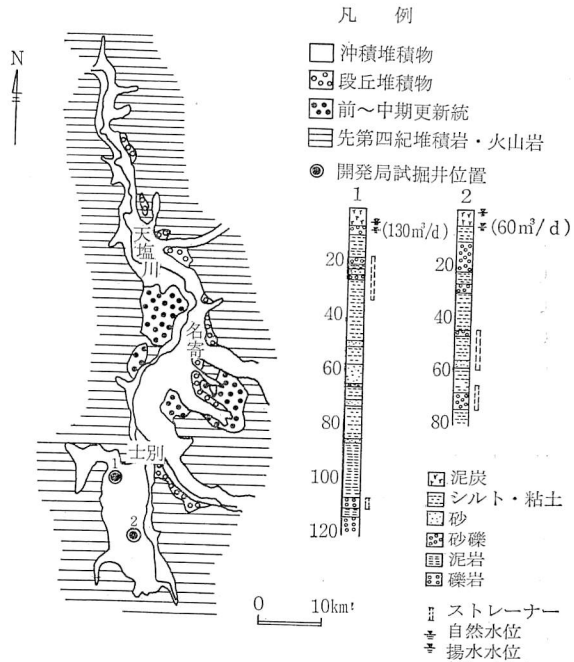 凡 例
沖積堆積物
段丘堆積物
前〜中期更新統
先第四紀堆積岩・火山岩
開発局試掘井位置
N
天塩川
名寄
士別
1
2
0 10km
1
(130m³/d)
20
40
60
80
100
120
2
(60m³/d)
20
40
60
80
泥炭
シルト・粘土
砂
砂礫
泥岩
礫岩
ストレーナー
自然水位
揚水水位